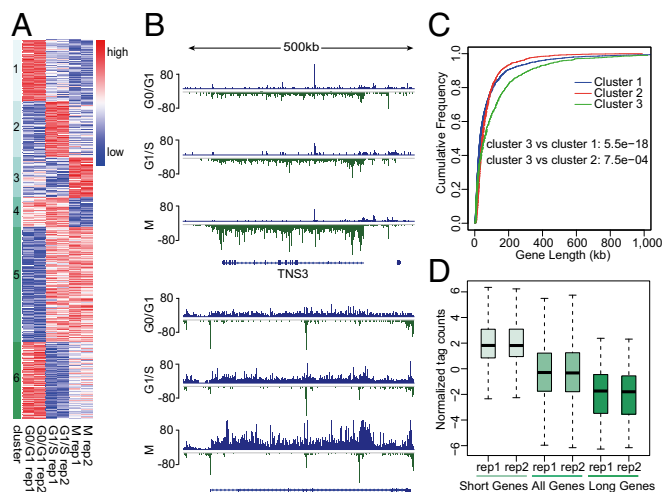 A
high
low
1
2
3
4
5
6
cluster
G0/G1 rep1
G0/G1 rep2
G1/S rep1
G1/S rep2
M rep1
M rep2
B
500kb
G0/G1
80
-80
G1/S
80
-80
M
80
-80
TNS3
G0/G1
80
-80
G1/S
80
-80
M
80
-80
C
Cumulative Frequency
1.0
0.8
0.6
0.4
0.2
0.0
Cluster 1
Cluster 2
Cluster 3
cluster 3 vs cluster 1: 5.5e−18
cluster 3 vs cluster 2: 7.5e−04
0 200 400 600 800 1,000
Gene Length (kb)
D
Normalized tag counts
6
4
2
0
-2
-4
-6
rep1 rep2 rep1 rep2 rep1 rep2
Short Genes All Genes Long Genes